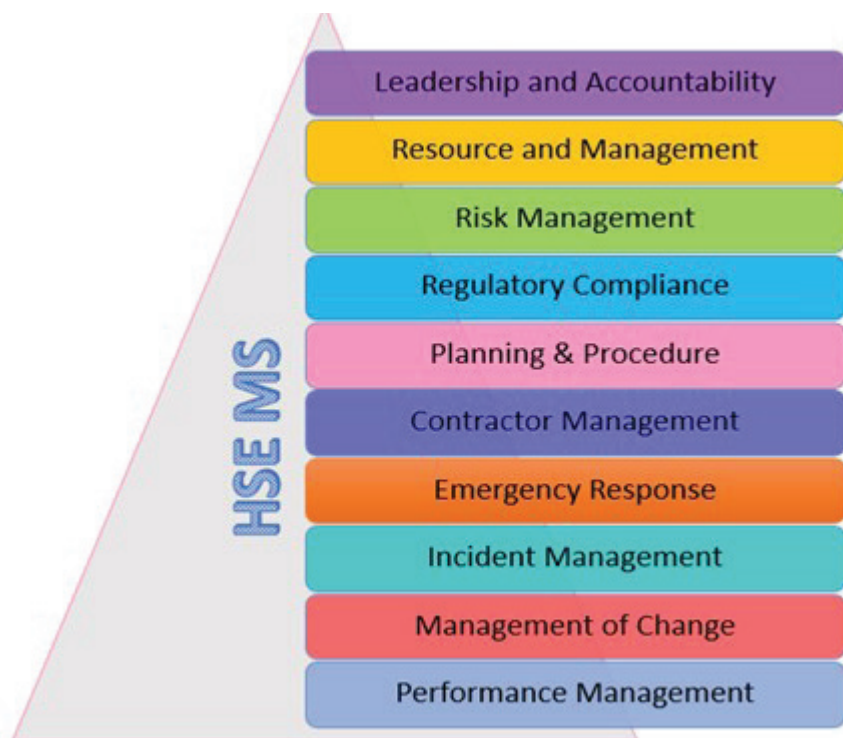 Leadership and Accountability
Resource and Management
Risk Management
Regulatory Compliance
Planning & Procedure
Contractor Management
Emergency Response
Incident Management
Management of Change
Performance Management
HSE MS